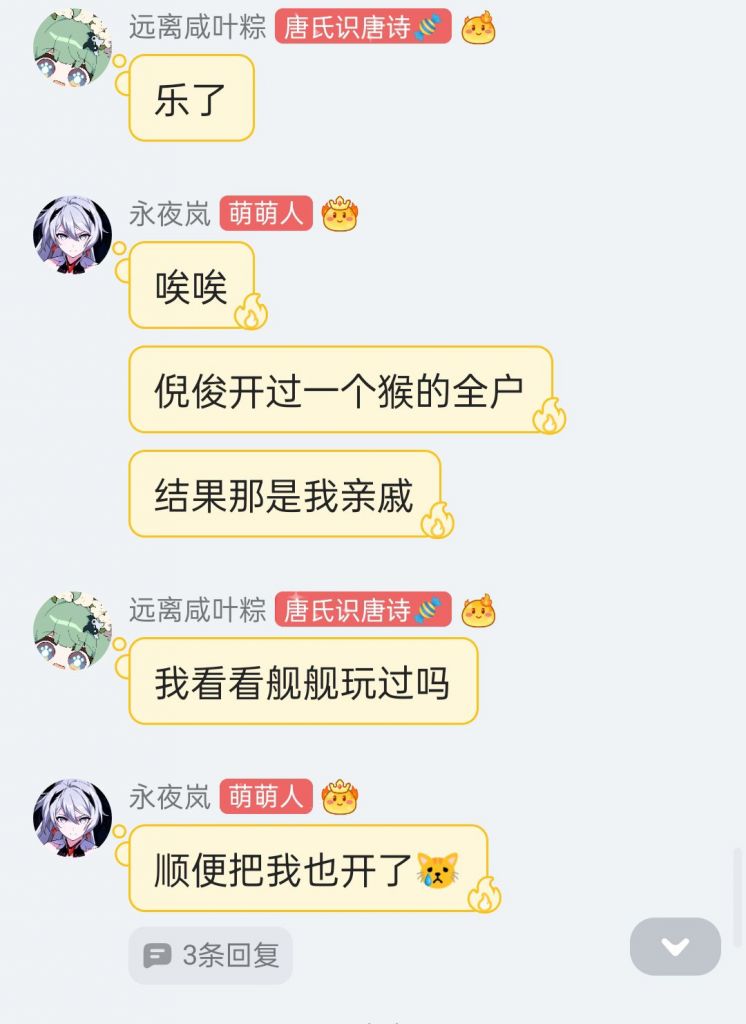 远离咸叶粽 唐氏识唐诗
乐了
永夜岚 萌萌人
唉唉
倪俊开过一个猴的全户
结果那是我亲戚
远离咸叶粽 唐氏识唐诗
我看看舰舰玩过吗
永夜岚 萌萌人
顺便把我也开了😿
3条回复